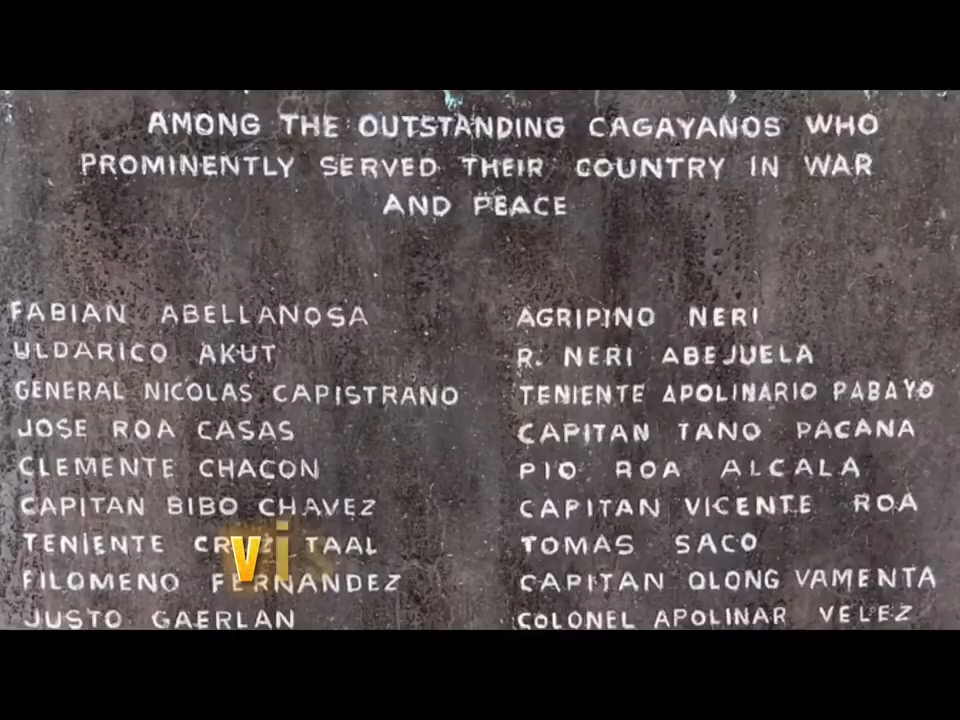 AMONG THE OUTSTANDING CAGAYANOS WHO
PROMINENTLY SERVED THEIR COUNTRY IN WAR
AND PEACE
FABIAN ABELLANOSA
ULDARICO AKUT
GENERAL NICOLAS CAPISTRANO
JOSE ROA CASAS
CLEMENTE CHACON
CAPITAN BIBO CHAVEZ
TENIENTE TAAL
FILOMENO FERNANDEZ
JUSTO GAERLAN
AGRIPINO NERI
R. NERI ABEJUELA
TENIENTE APOLINARIO PABAYO
CAPITAN TANO PACANA
PIO ROA ALCALA
CAPITAN VICENTE ROA
TOMAS SACO
CAPITAN OLONG VAMENTA
COLONEL APOLINAR VELEZ
vi